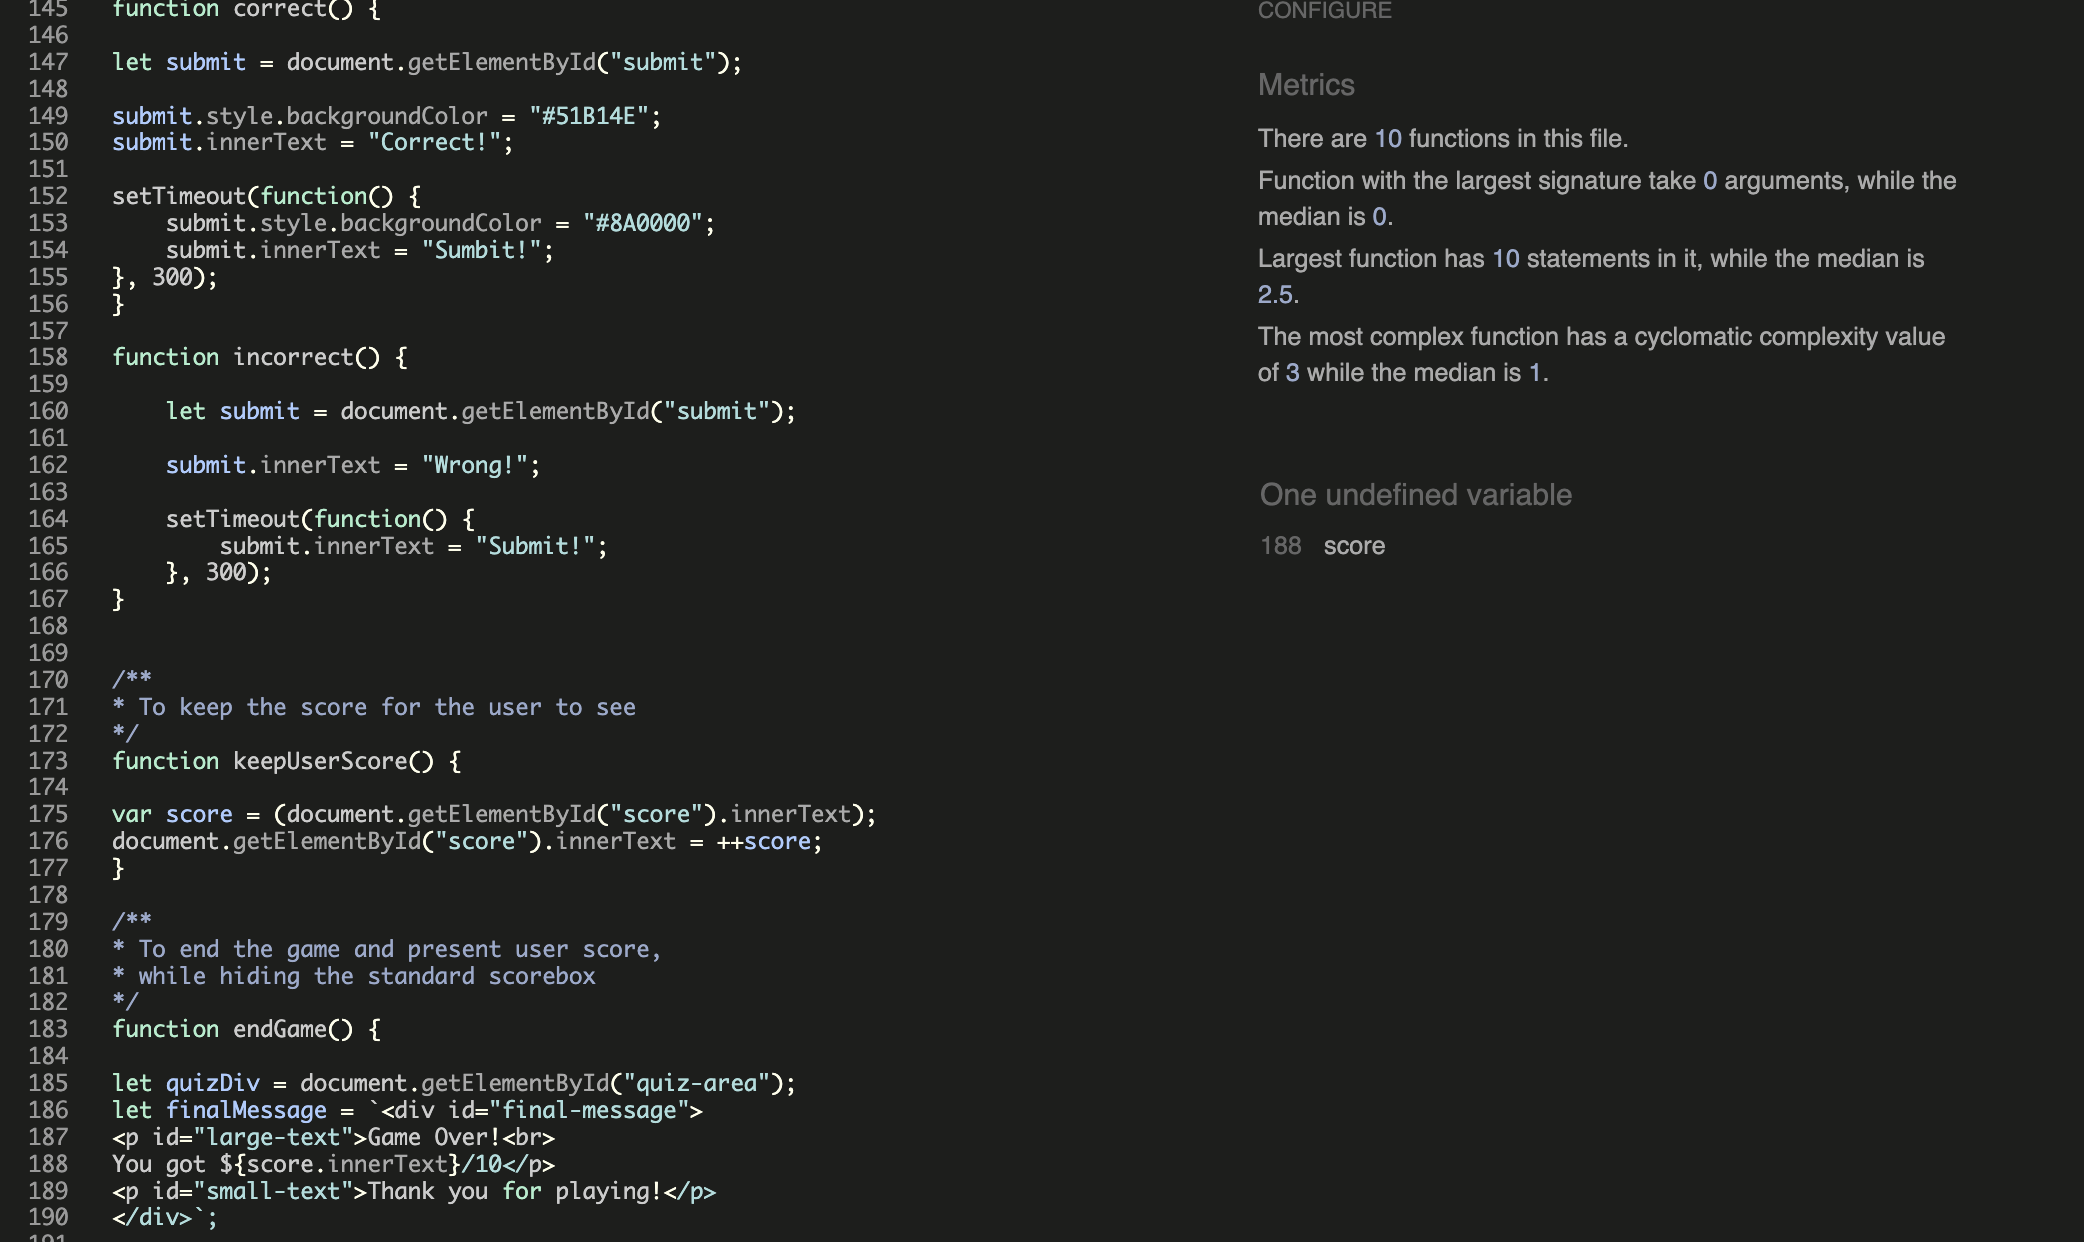 145 function correct() {
146
147 let submit = document.getElementById("submit");
148
149 submit.style.backgroundColor = "#51B14E";
150 submit.innerText = "Correct!";
151
152 setTimeout(function() {
153     submit.style.backgroundColor = "#8A0000";
154     submit.innerText = "Sumbit!";
155 }, 300);
156 }
157
158 function incorrect() {
159
160     let submit = document.getElementById("submit");
161
162     submit.innerText = "Wrong!";
163
164     setTimeout(function() {
165         submit.innerText = "Submit!";
166     }, 300);
167 }
168
169
170 /**
171 * To keep the score for the user to see
172 */
173 function keepUserScore() {
174
175 var score = (document.getElementById("score").innerText);
176 document.getElementById("score").innerText = ++score;
177 }
178
179 /**
180 * To end the game and present user score,
181 * while hiding the standard scorebox
182 */
183 function endGame() {
184
185 let quizDiv = document.getElementById("quiz-area");
186 let finalMessage = `<div id="final-message">
187 <p id="large-text">Game Over!<br>
188 You got ${score.innerText}/10</p>
189 <p id="small-text">Thank you for playing!</p>
190 </div>`;
191
CONFIGURE
Metrics
There are 10 functions in this file.
Function with the largest signature take 0 arguments, while the
median is 0.
Largest function has 10 statements in it, while the median is
2.5.
The most complex function has a cyclomatic complexity value
of 3 while the median is 1.
One undefined variable
188 score